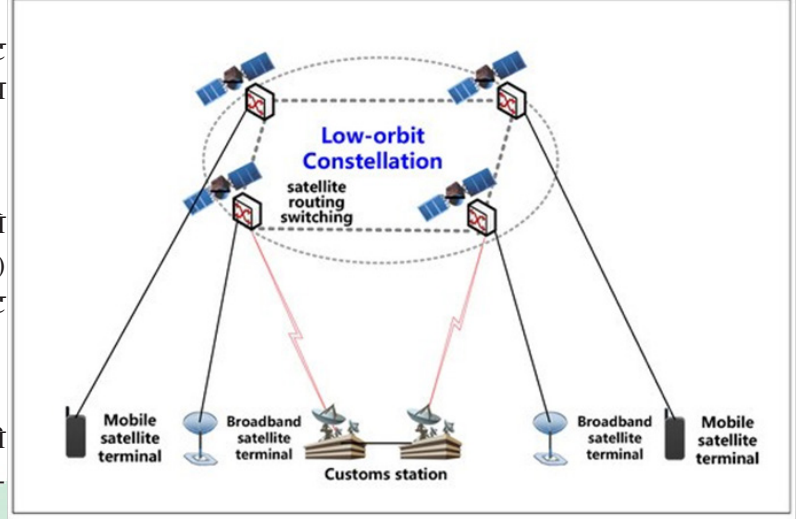 Low-orbit
Constellation
satellite
routing
switching
Mobile
satellite
terminal
Broadband
satellite
terminal
Customs station
Broadband
satellite
terminal
Mobile
satellite
terminal